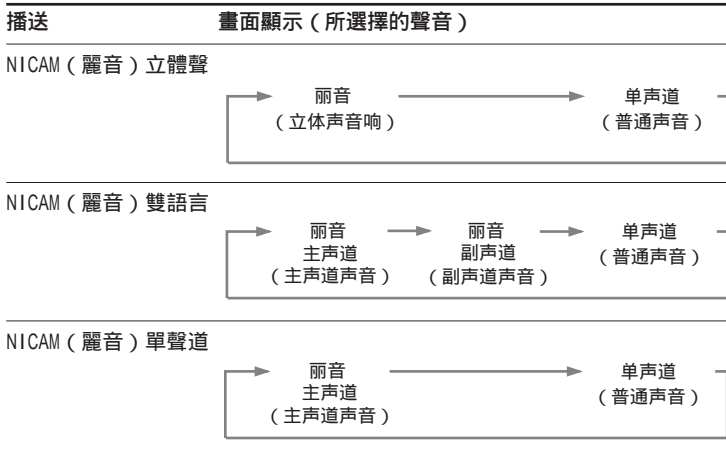 播送 畫面顯示（所選擇的聲音）
NICAM（麗音）立體聲
丽音 单声道
（立体声音响） （普通声音）
NICAM（麗音）雙語言
丽音 丽音 单声道
主声道 副声道 （普通声音）
（主声道声音） （副声道声音）
NICAM（麗音）單聲道
丽音 单声道
主声道 （普通声音）
（主声道声音）